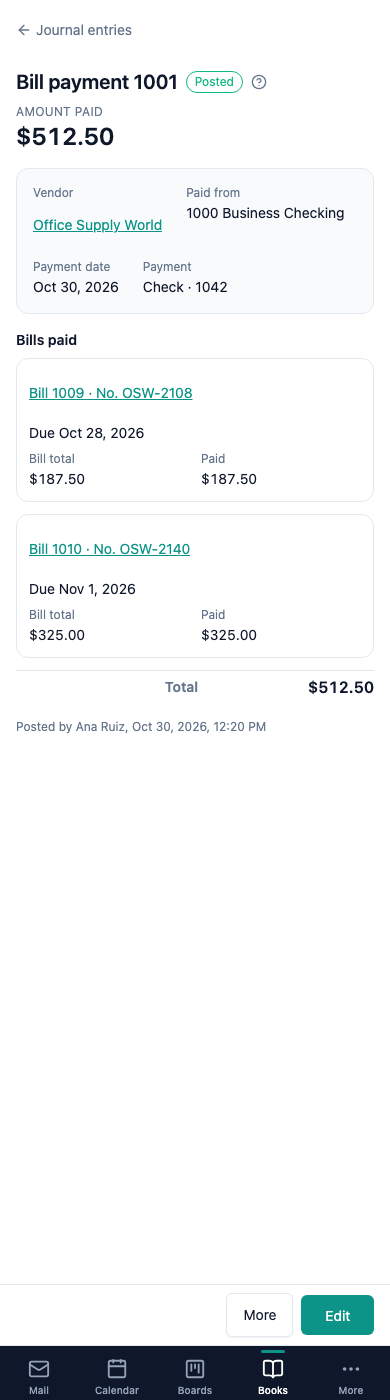 Journal entries
Bill payment 1001 Posted
AMOUNT PAID
$512.50
Vendor
Office Supply World
Paid from
1000 Business Checking
Payment date
Oct 30, 2026
Payment
Check · 1042
Bills paid
Bill 1009 · No. OSW-2108
Due Oct 28, 2026
Bill total
$187.50
Paid
$187.50
Bill 1010 · No. OSW-2140
Due Nov 1, 2026
Bill total
$325.00
Paid
$325.00
Total $512.50
Posted by Ana Ruiz, Oct 30, 2026, 12:20 PM
More Edit
Mail Calendar Boards Books More